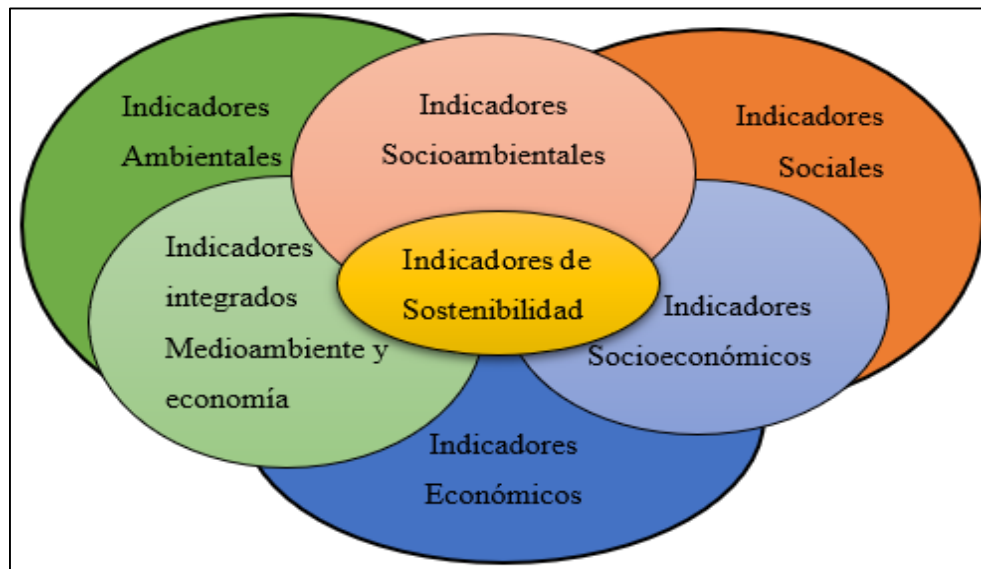 Indicadores
Ambientales
Indicadores
Socioambientales
Indicadores
Sociales
Indicadores
integrados
Medioambiente y
economía
Indicadores de
Sostenibilidad
Indicadores
Socioeconómicos
Indicadores
Económicos